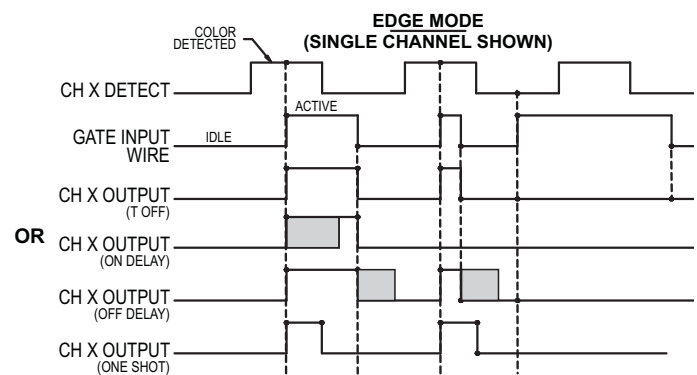 EDGE MODE
(SINGLE CHANNEL SHOWN)
COLOR
DETECTED
CH X DETECT
ACTIVE
GATE INPUT
WIRE
IDLE
CH X OUTPUT
(T OFF)
OR
CH X OUTPUT
(ON DELAY)
CH X OUTPUT
(OFF DELAY)
CH X OUTPUT
(ONE SHOT)